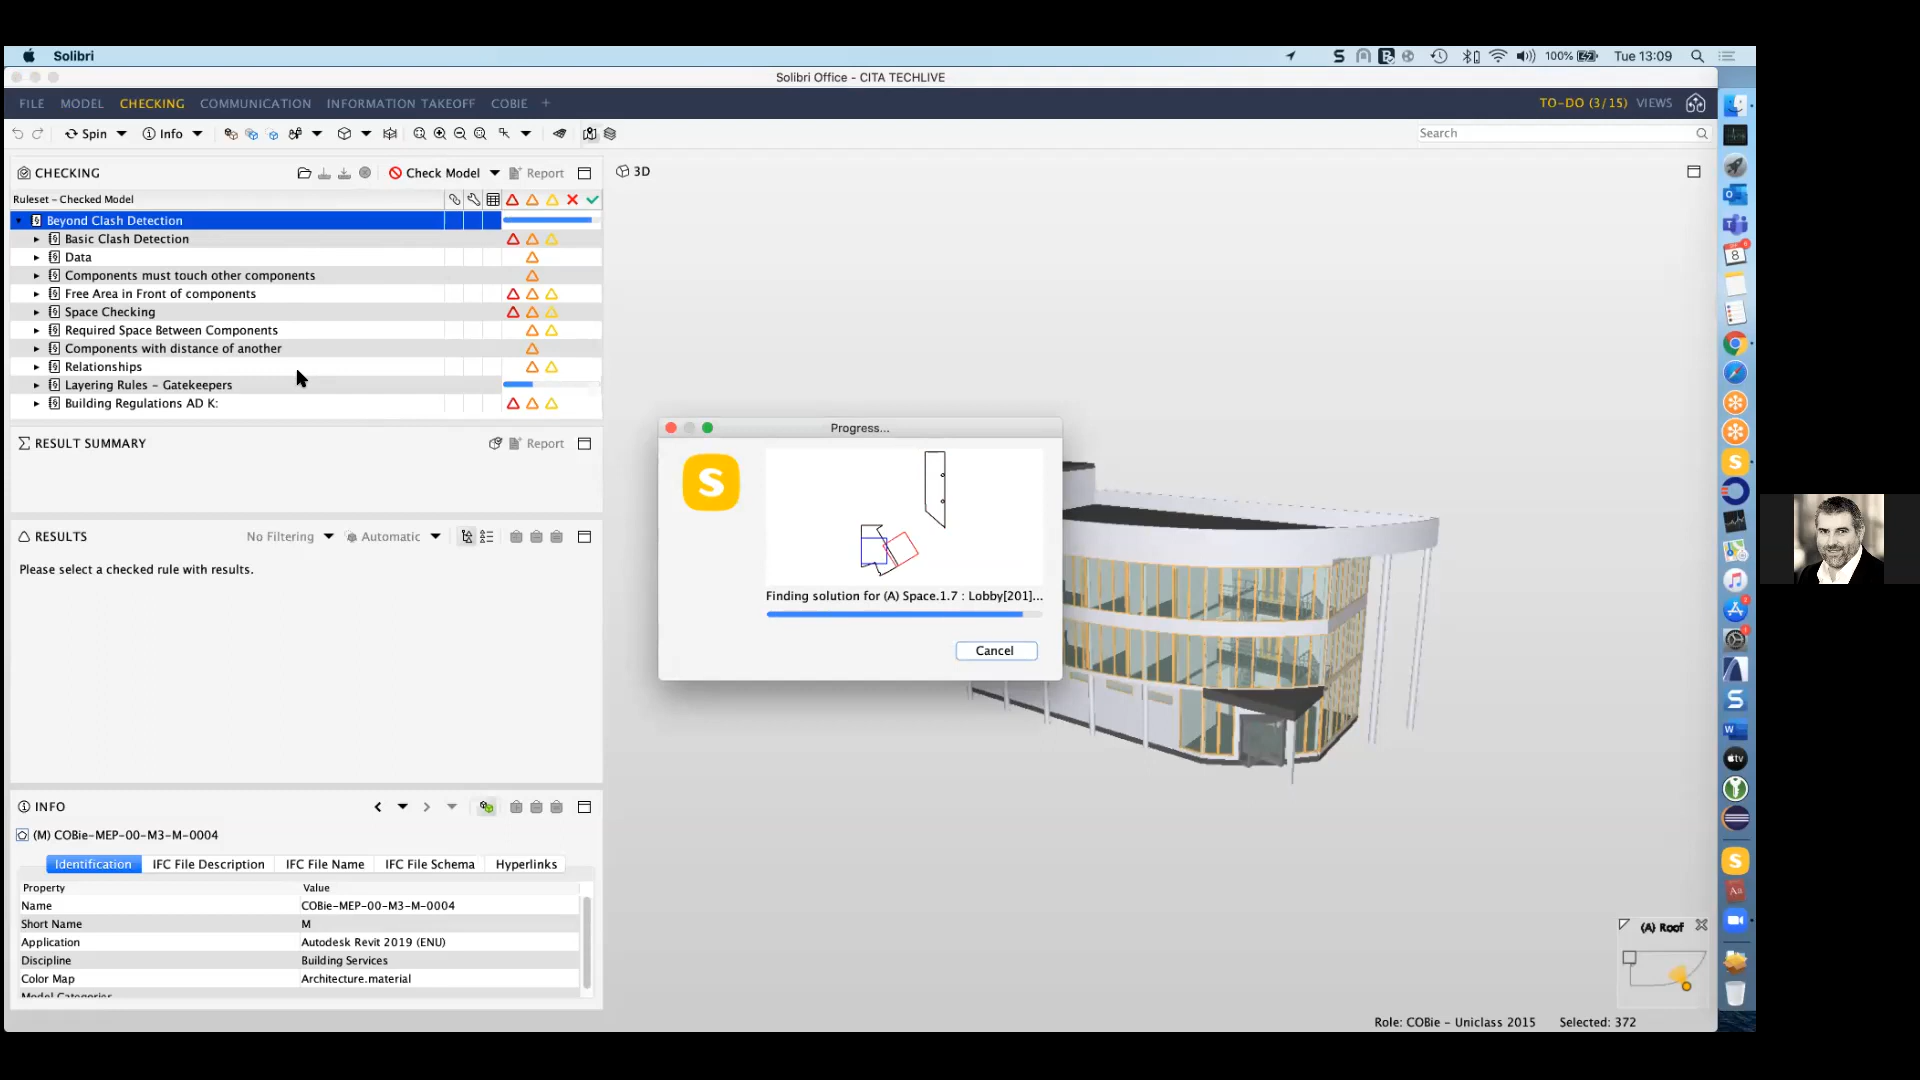 Solibri
100%
Tue 13:09
Solibri Office - CITA TECHLIVE
FILE MODEL CHECKING COMMUNICATION INFORMATION TAKEOFF COBIE +
TO-DO (3/15) VIEWS
Spin Info
Search
CHECKING
Check Model Report
3D
Ruleset - Checked Model
Beyond Clash Detection
Basic Clash Detection
Data
Components must touch other components
Free Area in Front of components
Space Checking
Required Space Between Components
Components with distance of another
Relationships
Layering Rules - Gatekeepers
Building Regulations AD K:
Progress...
S
Finding solution for (A) Space.1.7 : Lobby[201]...
Cancel
RESULT SUMMARY
Report
RESULTS
No Filtering Automatic
Please select a checked rule with results.
INFO
(M) COBie-MEP-00-M3-M-0004
Identification IFC File Description IFC File Name IFC File Schema Hyperlinks
Property Value
Name COBie-MEP-00-M3-M-0004
Short Name M
Application Autodesk Revit 2019 (ENU)
Discipline Building Services
Color Map Architecture.material
Model Categories
(A) Roof
Role: COBie - Uniclass 2015 Selected: 372